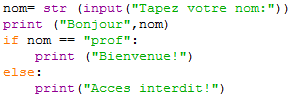 nom= str (input("Tapez votre nom:"))
print ("Bonjour",nom)
if nom == "prof":
    print ("Bienvenue!")
else:
    print("Acces interdit!")